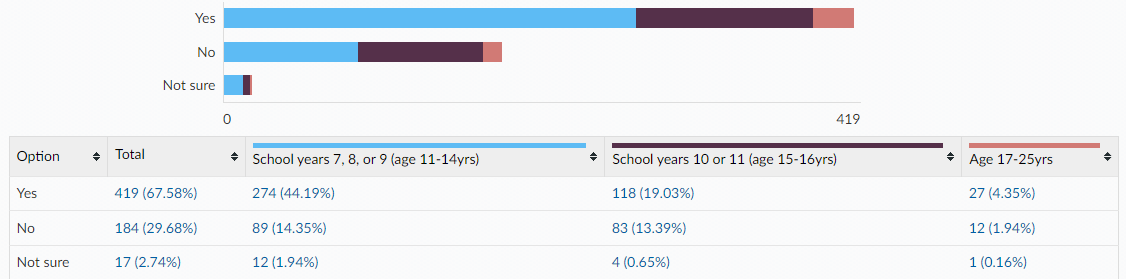 Yes
No
Not sure
0 419
Option Total School years 7, 8, or 9 (age 11-14yrs) School years 10 or 11 (age 15-16yrs) Age 17-25yrs
Yes 419 (67.58%) 274 (44.19%) 118 (19.03%) 27 (4.35%)
No 184 (29.68%) 89 (14.35%) 83 (13.39%) 12 (1.94%)
Not sure 17 (2.74%) 12 (1.94%) 4 (0.65%) 1 (0.16%)